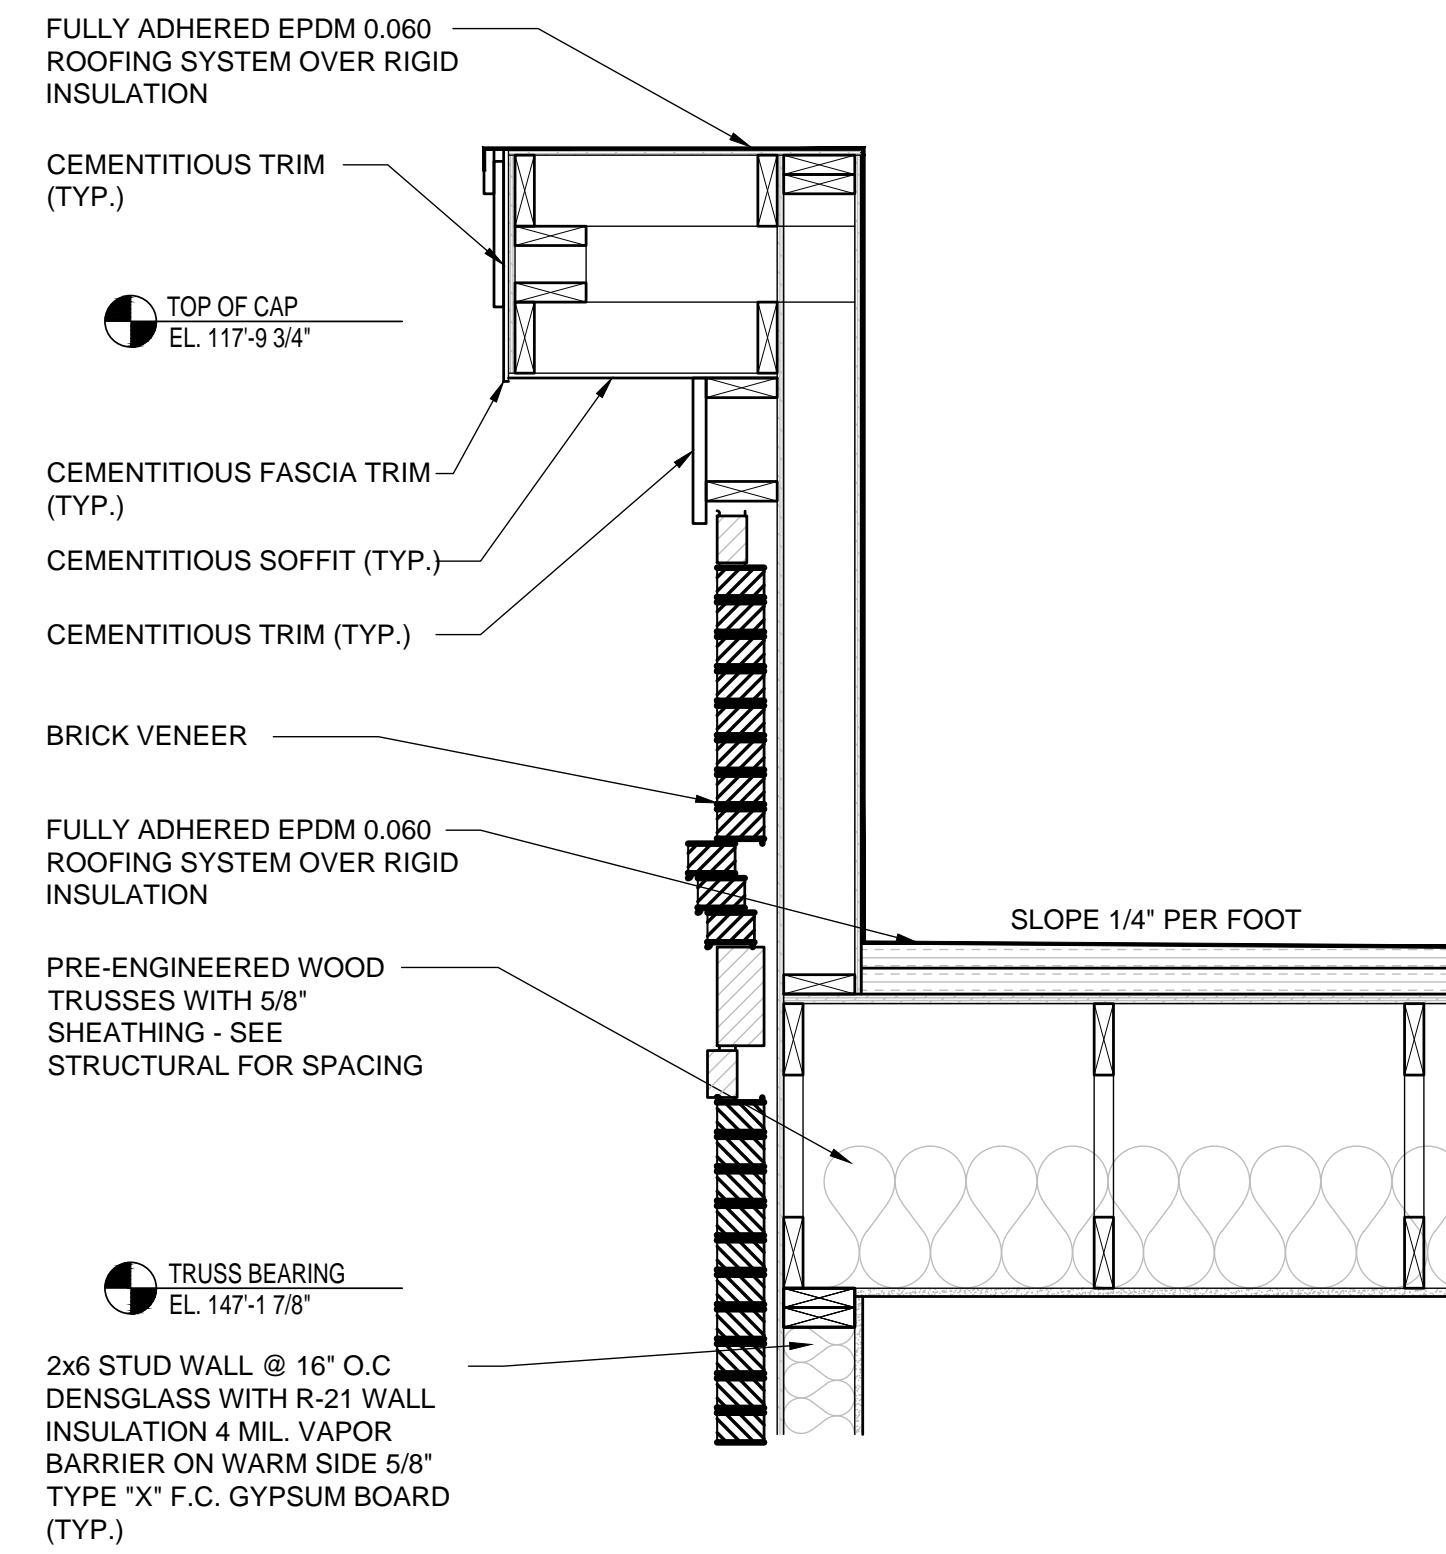 FULLY ADHERED EPDM 0.060
ROOFING SYSTEM OVER RIGID
INSULATION
CEMENTITIOUS TRIM
(TYP.)
TOP OF CAP
EL. 117'-9 3/4"
CEMENTITIOUS FASCIA TRIM
(TYP.)
CEMENTITIOUS SOFFIT (TYP.)
CEMENTITIOUS TRIM (TYP.)
BRICK VENEER
FULLY ADHERED EPDM 0.060
ROOFING SYSTEM OVER RIGID
INSULATION
SLOPE 1/4" PER FOOT
PRE-ENGINEERED WOOD
TRUSSES WITH 5/8"
SHEATHING - SEE
STRUCTURAL FOR SPACING
TRUSS BEARING
EL. 147'-1 7/8"
2x6 STUD WALL @ 16" O.C
DENSGLASS WITH R-21 WALL
INSULATION 4 MIL. VAPOR
BARRIER ON WARM SIDE 5/8"
TYPE "X" F.C. GYPSUM BOARD
(TYP.)